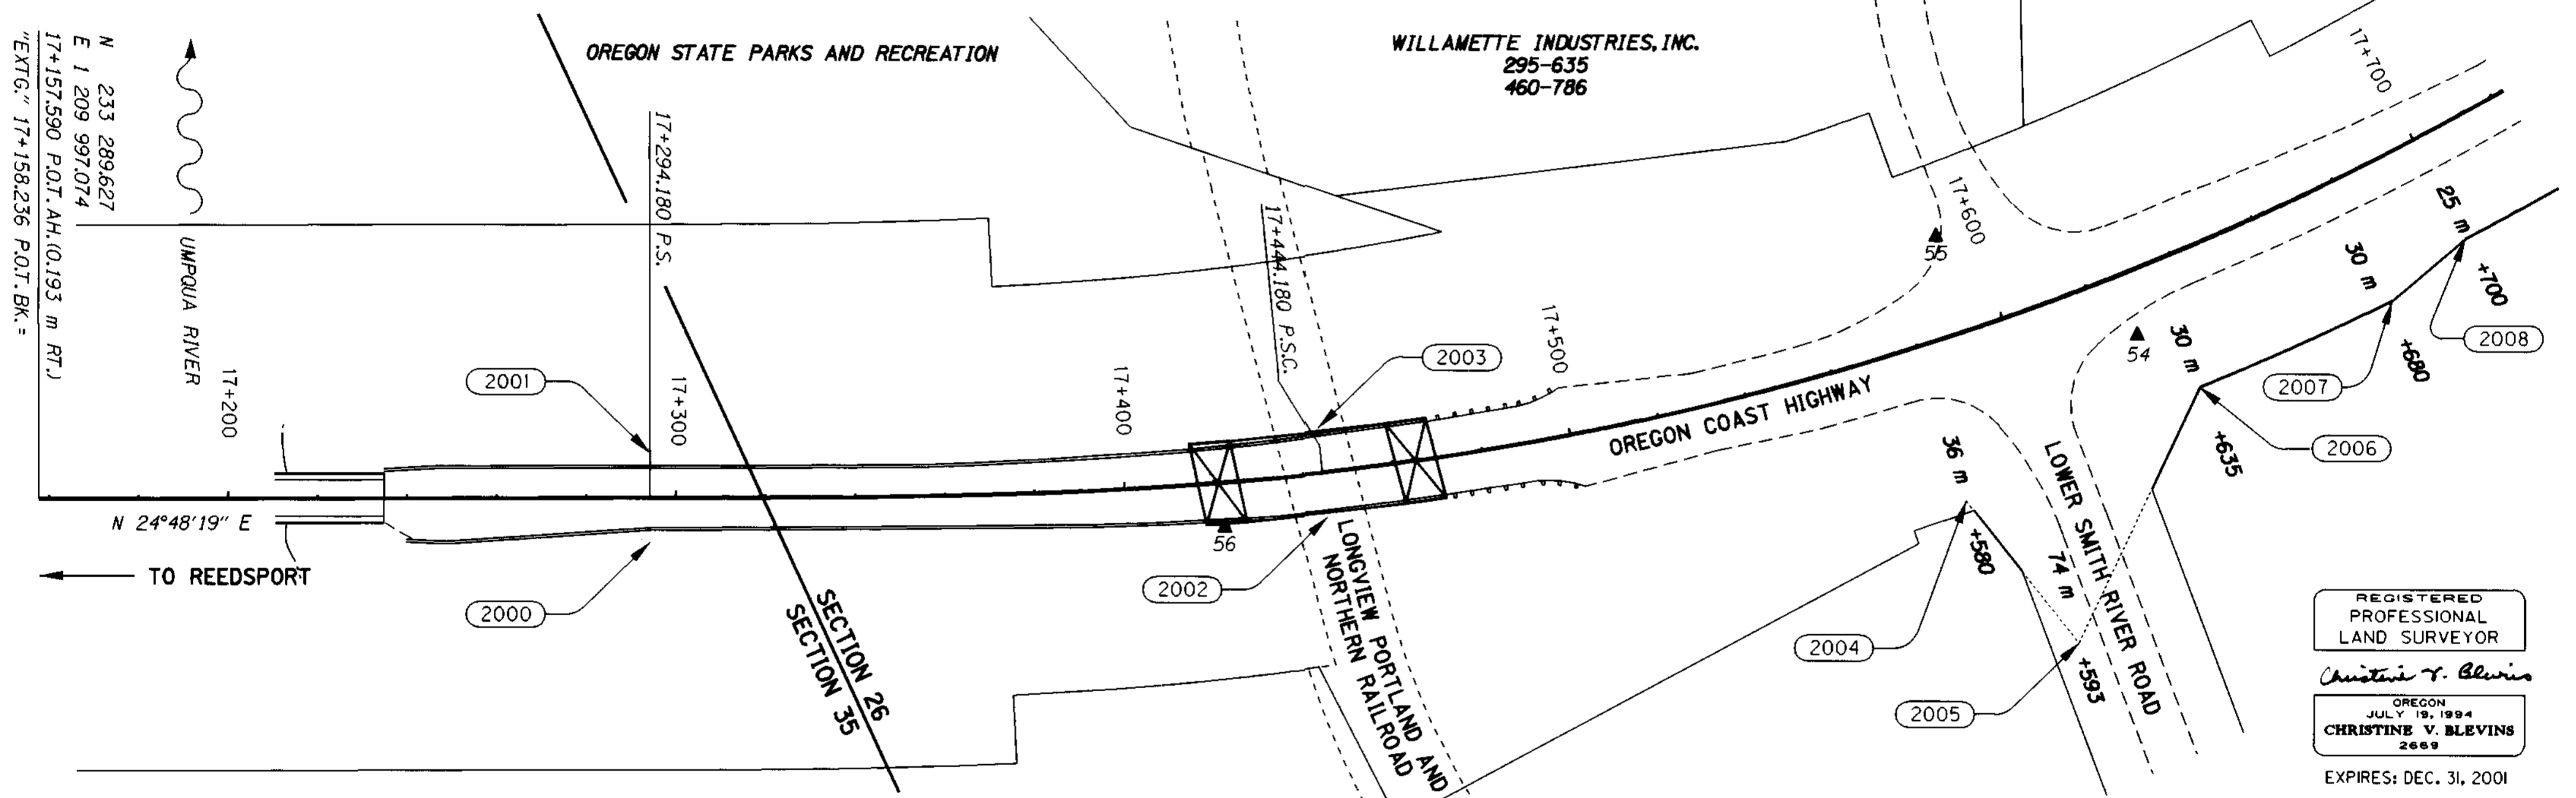 N 233 289.627
E 1 209 997.074
17+157.590 P.O.T. AH.(0.193 m RT.)
"EXTG." 17+158.236 P.O.T. BK.=
UMPQUA RIVER
OREGON STATE PARKS AND RECREATION
WILLAMETTE INDUSTRIES, INC.
295-635
460-786
17+294.180 P.S.
17+444.180 P.S.C.
17+200
17+300
17+400
17+500
17+600
17+700
2001
2003
55
54
25 m
30 m
30 m
+700
2008
+680
2007
2006
+635
OREGON COAST HIGHWAY
N 24°48'19" E
TO REEDSPORT
2000
56
2002
SECTION 26
SECTION 35
LONGVIEW PORTLAND AND
NORTHERN RAILROAD
36 m
+580
2004
74 m
LOWER SMITH RIVER ROAD
2005
+593
REGISTERED
PROFESSIONAL
LAND SURVEYOR
Christine V. Blevins
OREGON
JULY 19, 1994
CHRISTINE V. BLEVINS
2669
EXPIRES: DEC. 31, 2001